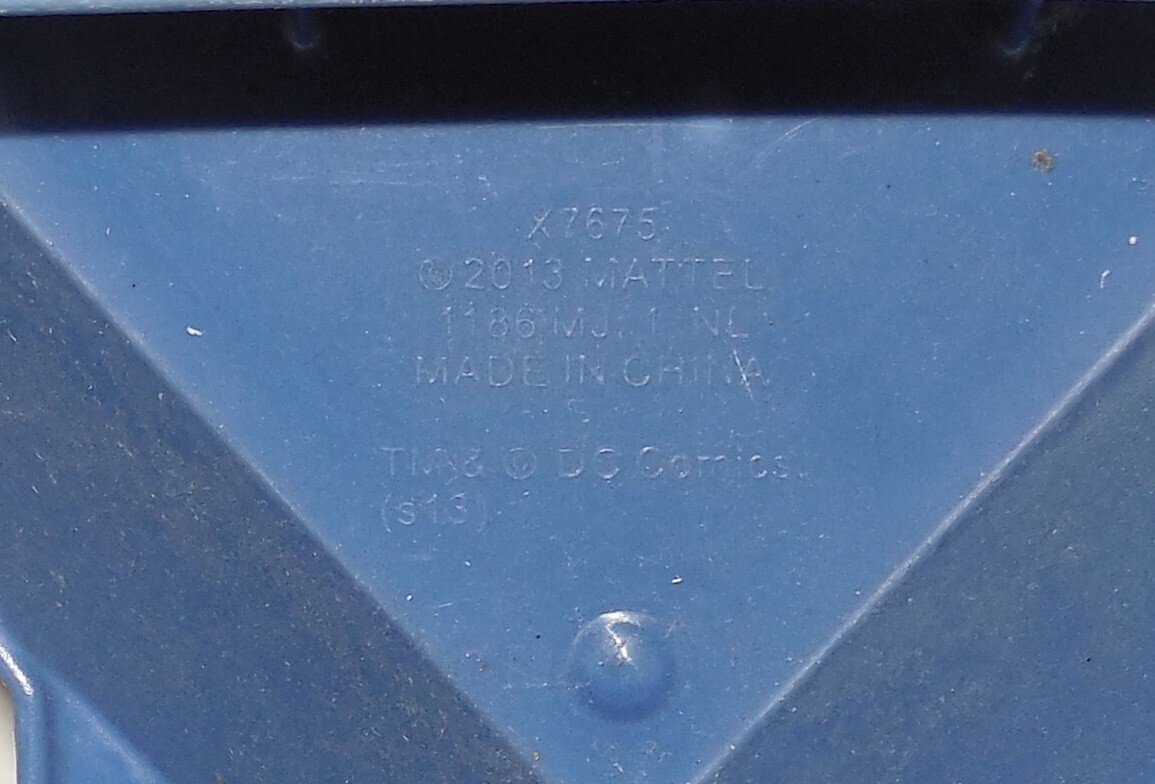 X7675
© 2013 MATTEL
1186 MJ, 1, NL
MADE IN CHINA
S
TM & © DC Comics.
(s13)